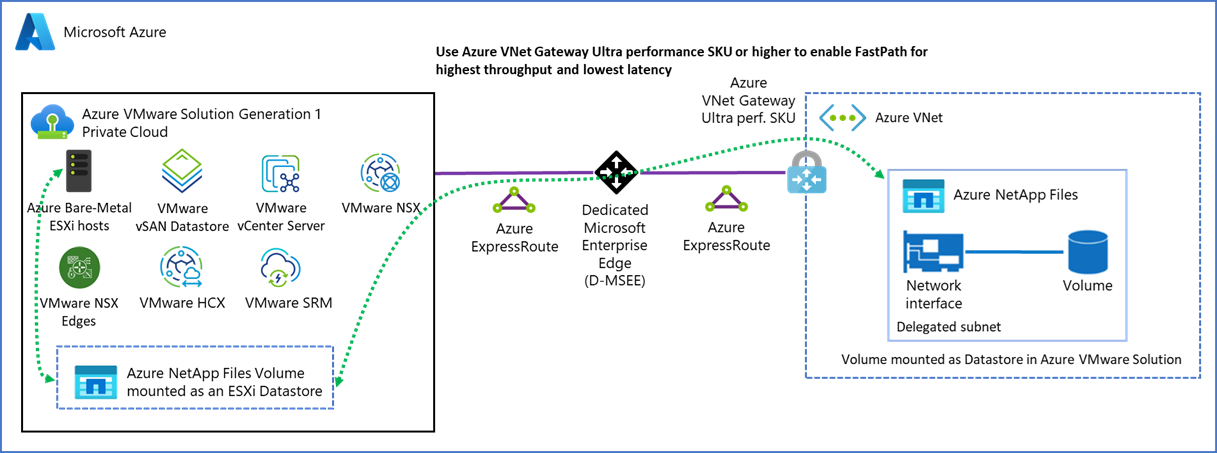 Microsoft Azure
Use Azure VNet Gateway Ultra performance SKU or higher to enable FastPath for
highest throughput and lowest latency
Azure VMware Solution Generation 1
Private Cloud
Azure Bare-Metal
ESXi hosts
VMware
vSAN Datastore
VMware
vCenter Server
VMware NSX
VMware NSX
Edges
VMware HCX
VMware SRM
Azure NetApp Files Volume
mounted as an ESXi Datastore
Azure
ExpressRoute
Dedicated
Microsoft
Enterprise
Edge
(D-MSEE)
Azure
ExpressRoute
Azure
VNet Gateway
Ultra perf. SKU
Azure VNet
Azure NetApp Files
Network
interface
Volume
Delegated subnet
Volume mounted as Datastore in Azure VMware Solution